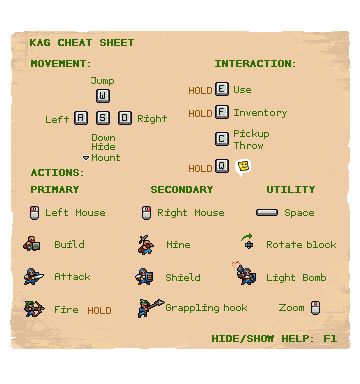 KAG CHEAT SHEET
MOVEMENT:
INTERACTION:
Jump
W
HOLD E Use
HOLD F Inventory
Left A S D Right
C Pickup
Throw
Down
Hide
Mount
HOLD Q
ACTIONS:
PRIMARY SECONDARY UTILITY
Left Mouse Right Mouse Space
Build Mine Rotate block
Attack Shield Light Bomb
Fire HOLD Grappling hook Zoom
HIDE/SHOW HELP: F1